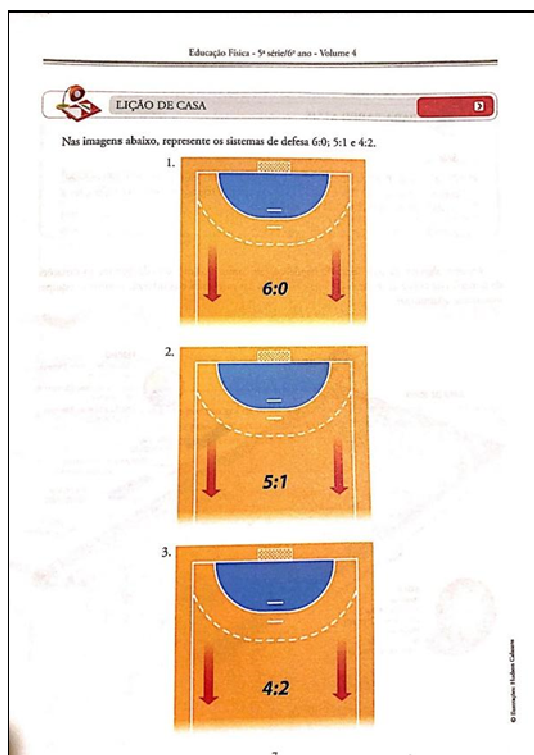 Educação Física - 5ª série/6º ano - Volume 4
LIÇÃO DE CASA
Nas imagens abaixo, represente os sistemas de defesa 6:0; 5:1 e 4:2.
1.
6:0
2.
5:1
3.
4:2